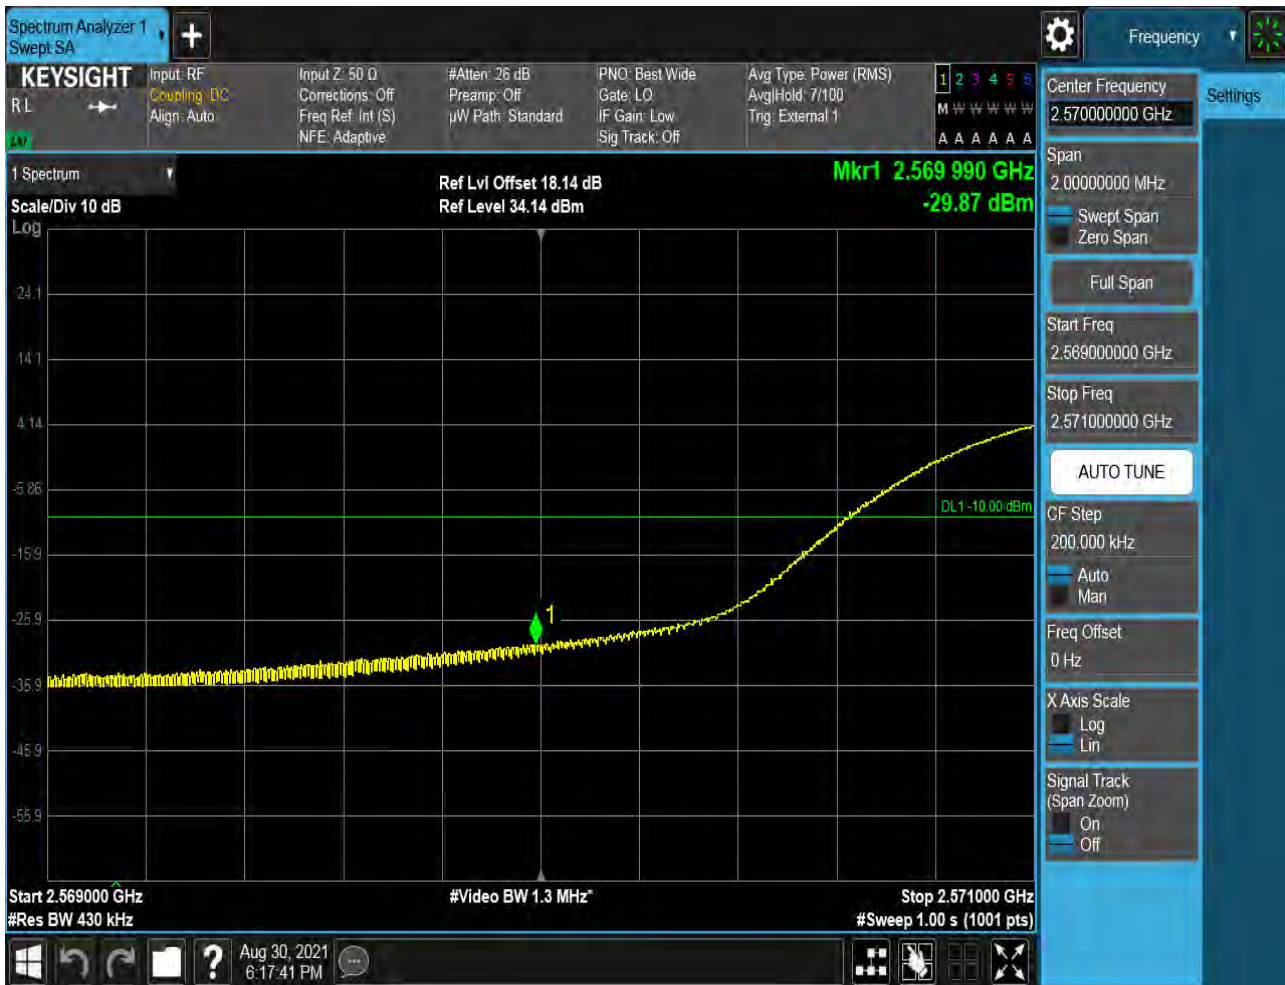 Spectrum Analyzer 1
Swept SA
Frequency
KEYSIGHT
R L
Input: RF
Coupling: DC
Align: Auto
Input Z: 50 Ω
Corrections: Off
Freq Ref: Int (S)
NFE: Adaptive
#Atten: 26 dB
Preamp: Off
µW Path: Standard
PNO: Best Wide
Gate: LO
IF Gain: Low
Sig Track: Off
Avg Type: Power (RMS)
Avg|Hold: 7/100
Trig: External 1
1 2 3 4 5 6
M W W W W W
A A A A A A
1 Spectrum
Scale/Div 10 dB
Ref Lvl Offset 18.14 dB
Ref Level 34.14 dBm
Mkr1 2.569 990 GHz
-29.87 dBm
Log
24.1
14.1
4.14
-5.86
-15.9
-25.9
-35.9
-45.9
-55.9
DL1 -10.00 dBm
1
Start 2.569000 GHz
#Res BW 430 kHz
#Video BW 1.3 MHz*
Stop 2.571000 GHz
#Sweep 1.00 s (1001 pts)
Aug 30, 2021
6:17:41 PM
Center Frequency
2.570000000 GHz
Settings
Span
2.00000000 MHz
Swept Span
Zero Span
Full Span
Start Freq
2.569000000 GHz
Stop Freq
2.571000000 GHz
AUTO TUNE
CF Step
200.000 kHz
Auto
Man
Freq Offset
0 Hz
X Axis Scale
Log
Lin
Signal Track
(Span Zoom)
On
Off